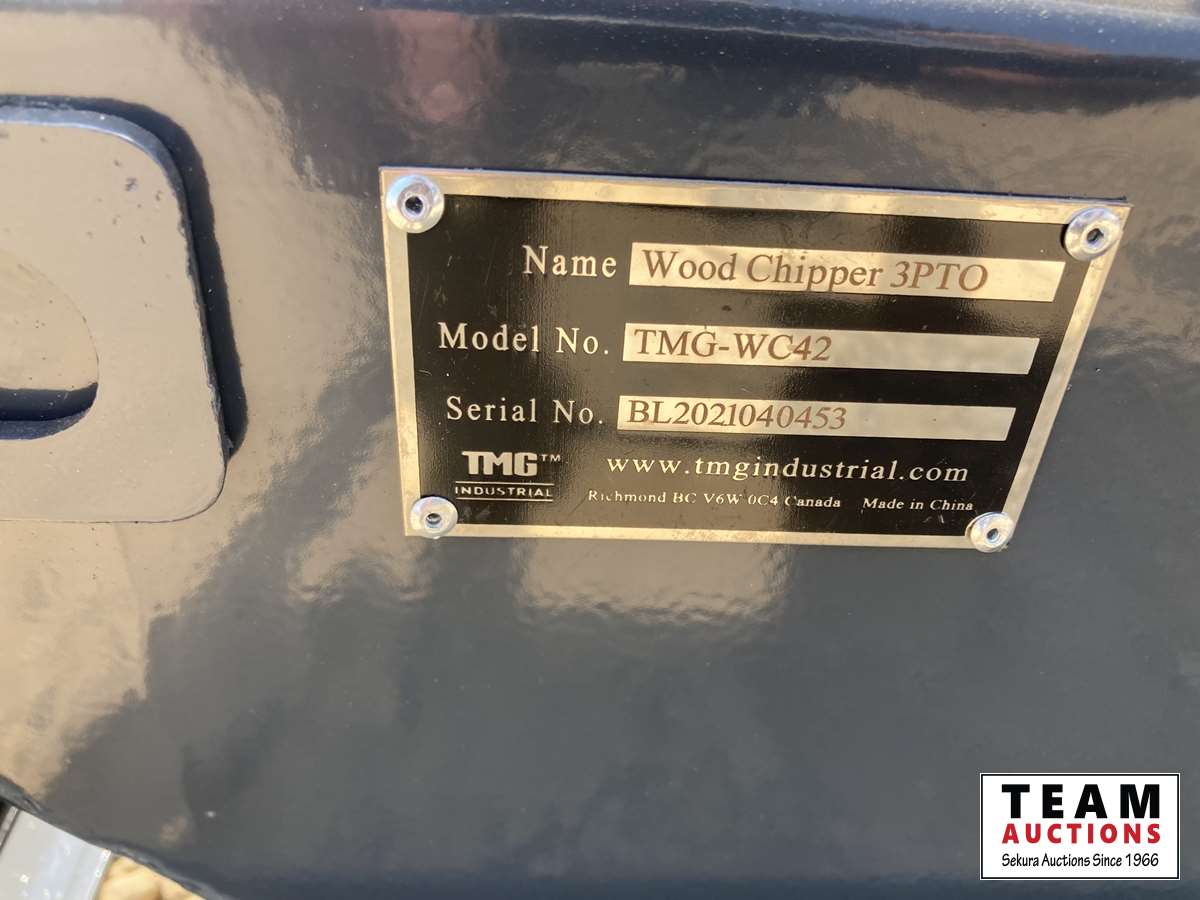 Name Wood Chipper 3PTO
Model No. TMG-WC42
Serial No. BL2021040453
TMG™ www.tmgindustrial.com
INDUSTRIAL Richmond BC V6W 0C4 Canada Made in China
TEAM
AUCTIONS
Sekura Auctions Since 1966